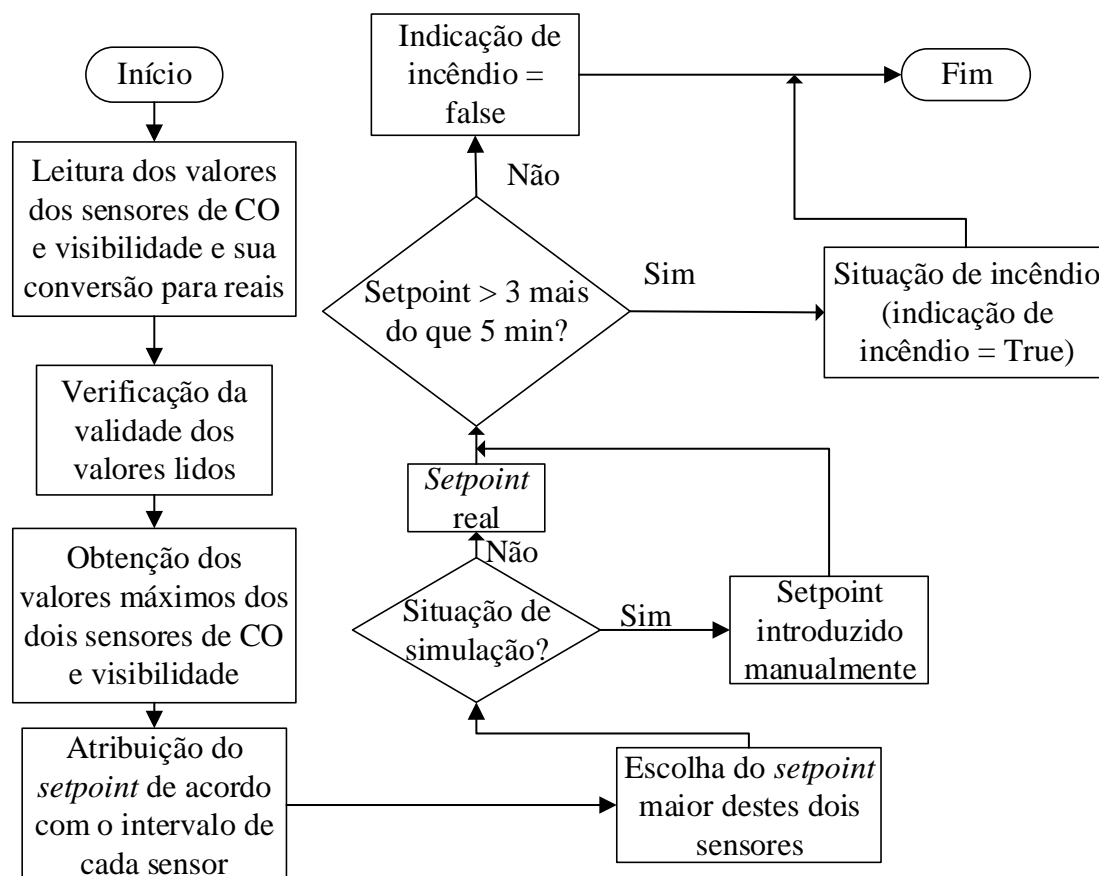 Início
Leitura dos valores
dos sensores de CO
e visibilidade e sua
conversão para reais
Verificação da
validade dos
valores lidos
Obtenção dos
valores máximos dos
dois sensores de CO
e visibilidade
Atribuição do
setpoint de acordo
com o intervalo de
cada sensor
Escolha do setpoint
maior destes dois
sensores
Situação de
simulação?
Sim
Setpoint
introduzido
manualmente
Não
Setpoint
real
Setpoint > 3 mais
do que 5 min?
Sim
Situação de incêndio
(indicação de
incêndio = True)
Não
Indicação de
incêndio =
false
Fim